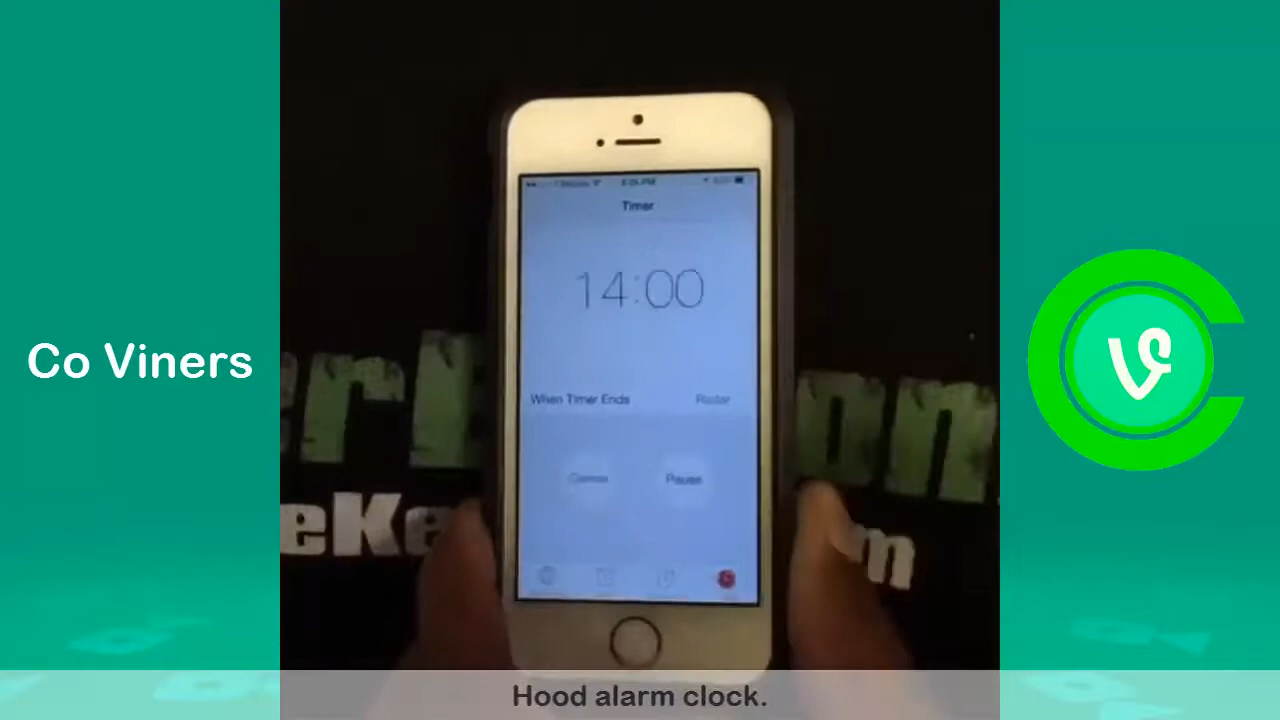 Timer
14:00
When Timer Ends Radar
Cancel Pause
Co Viners
Hood alarm clock.